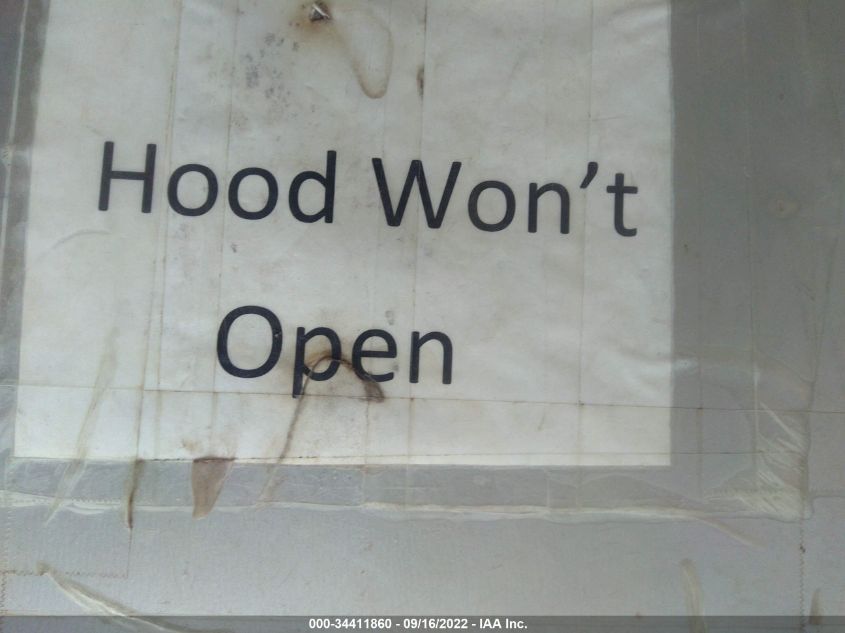 Hood Won’t
Open
000-34411860 - 09/16/2022 - IAA Inc.